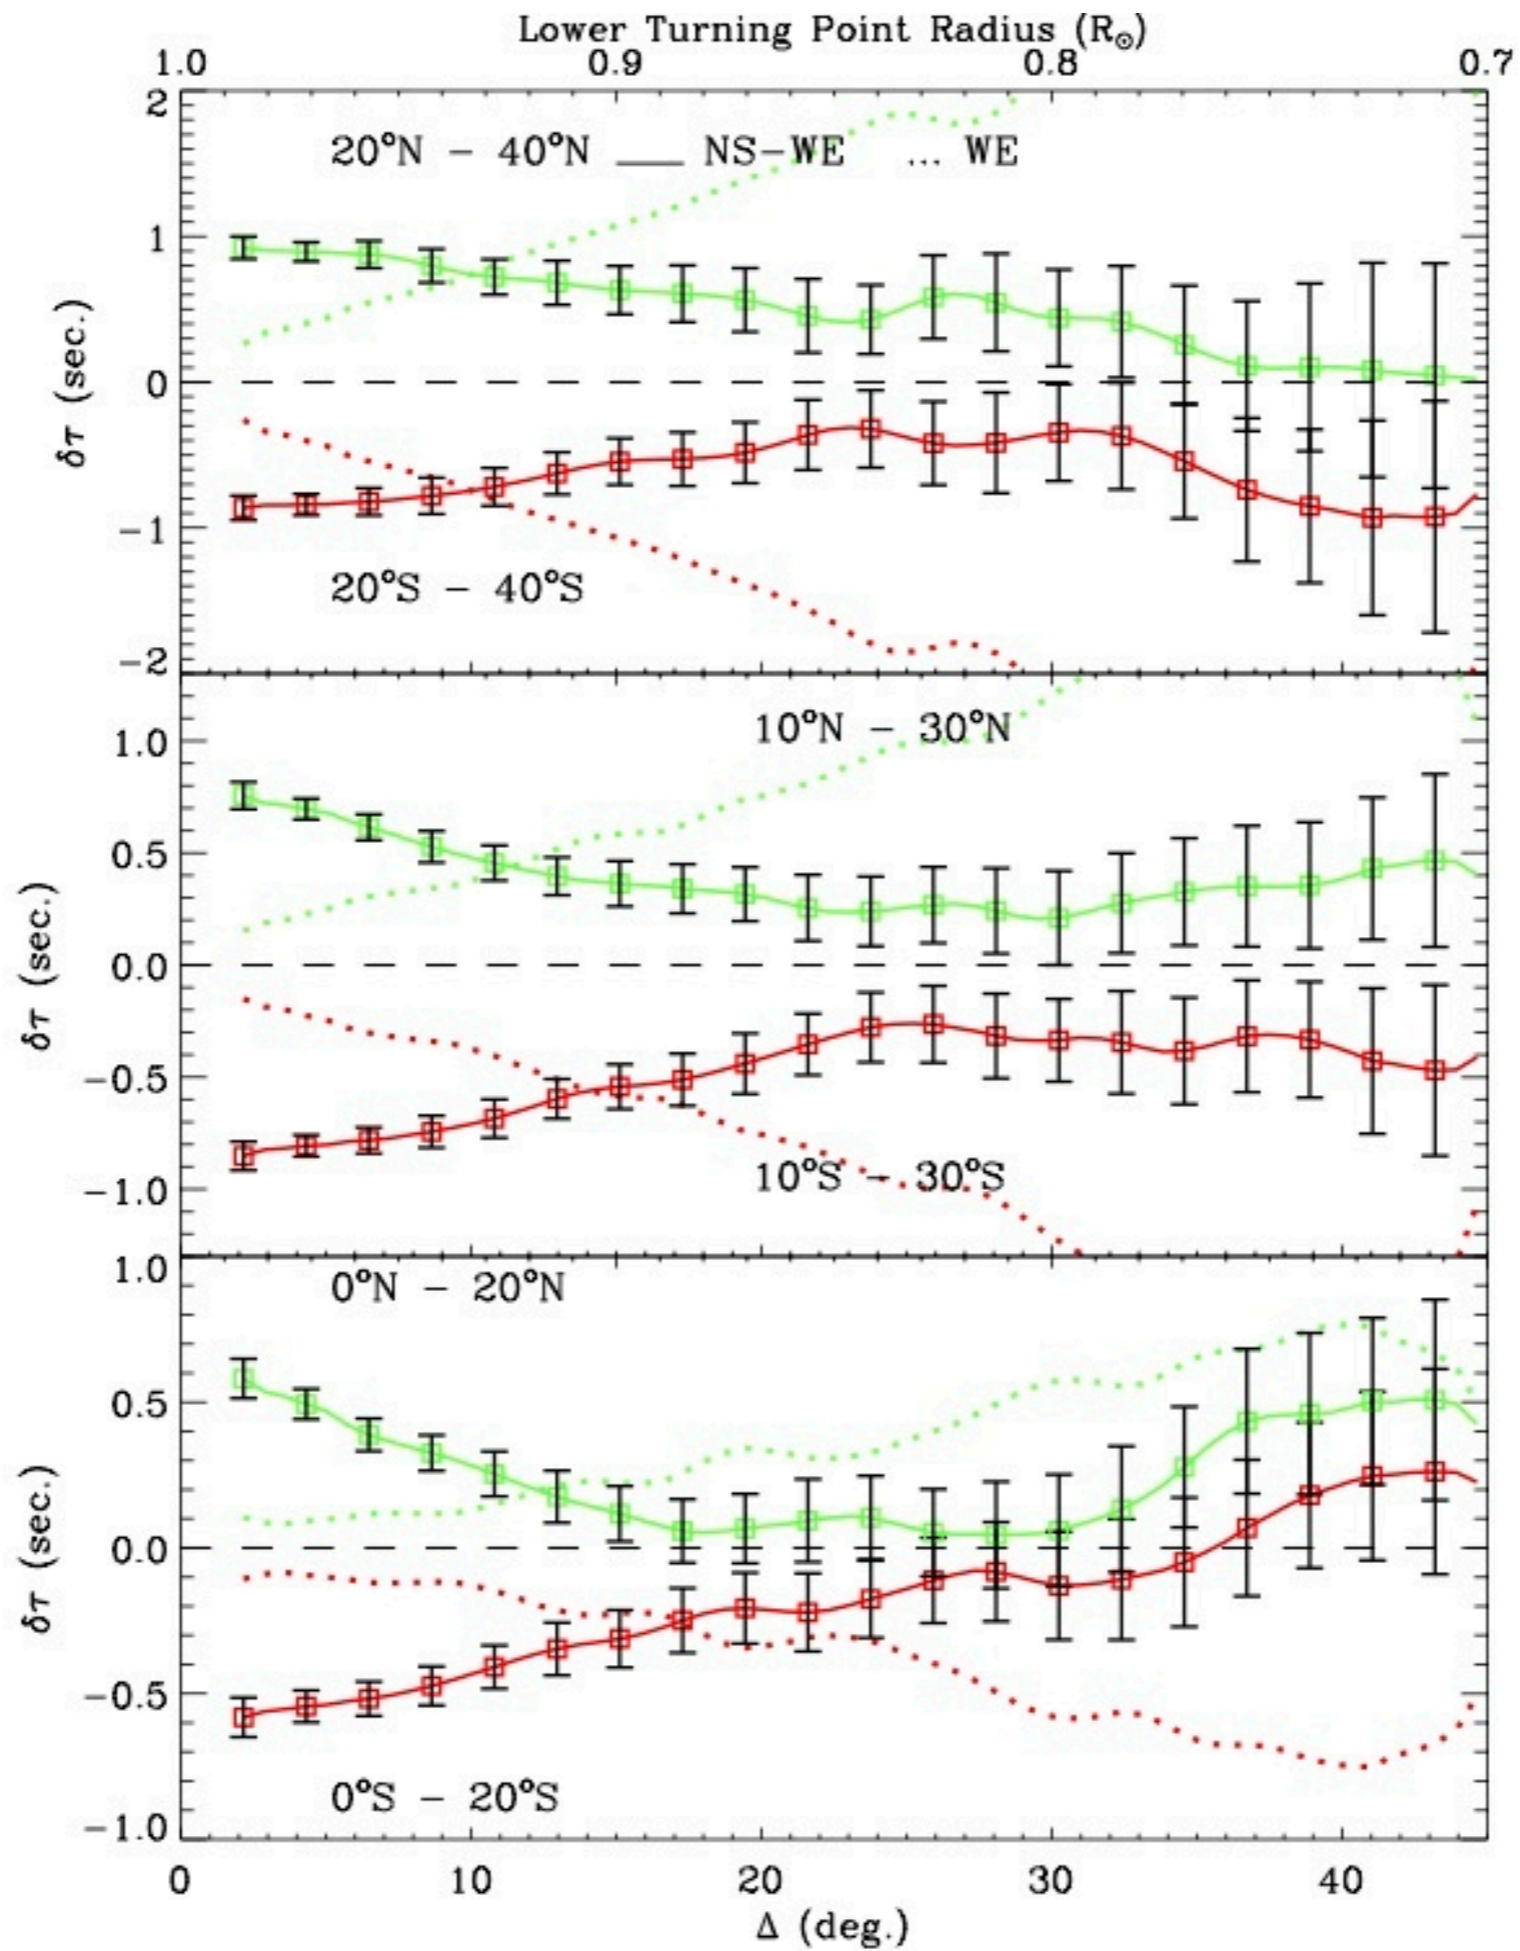 Lower Turning Point Radius (R⊙)
1.0 0.9 0.8 0.7
2
20°N − 40°N ___ NS−WE ... WE
1
δτ (sec.)
0
−1
20°S − 40°S
−2
10°N − 30°N
1.0
0.5
δτ (sec.)
0.0
−0.5
10°S − 30°S
−1.0
1.0
0°N − 20°N
0.5
δτ (sec.)
0.0
−0.5
0°S − 20°S
−1.0
0 10 20 30 40
Δ (deg.)